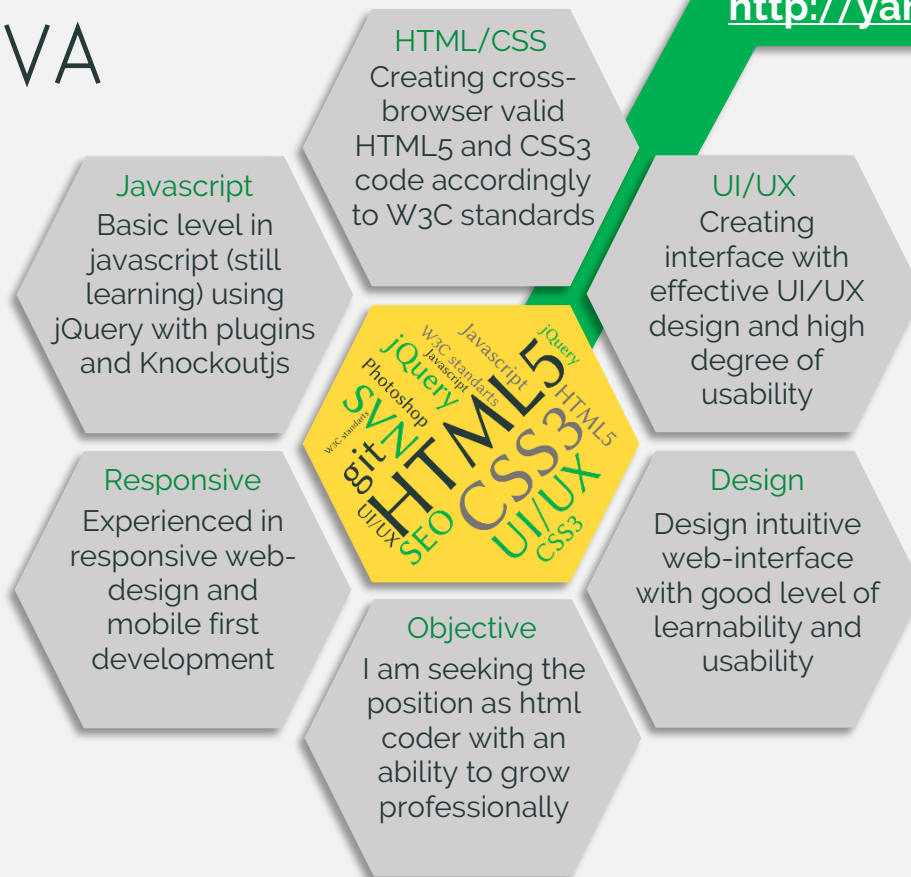 VA
http://yar
HTML/CSS
Creating cross-
browser valid
HTML5 and CSS3
code accordingly
to W3C standards
Javascript
Basic level in
javascript (still
learning) using
jQuery with plugins
and Knockoutjs
UI/UX
Creating
interface with
effective UI/UX
design and high
degree of
usability
jQuery
W3C standarts
Javascript
Javascript
jQuery
Photoshop
SVN
W3C standarts
git
HTML5
HTML5
CSS3
UI/UX
UI/UX
SEO
CSS3
Responsive
Experienced in
responsive web-
design and
mobile first
development
Design
Design intuitive
web-interface
with good level of
learnability and
usability
Objective
I am seeking the
position as html
coder with an
ability to grow
professionally